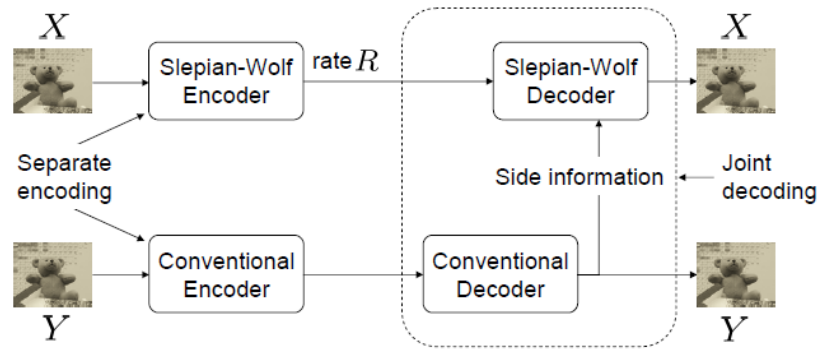 X
X
Slepian-Wolf
Encoder
rate R
Slepian-Wolf
Decoder
Separate
encoding
Side information
Joint
decoding
Conventional
Encoder
Conventional
Decoder
Y
Y